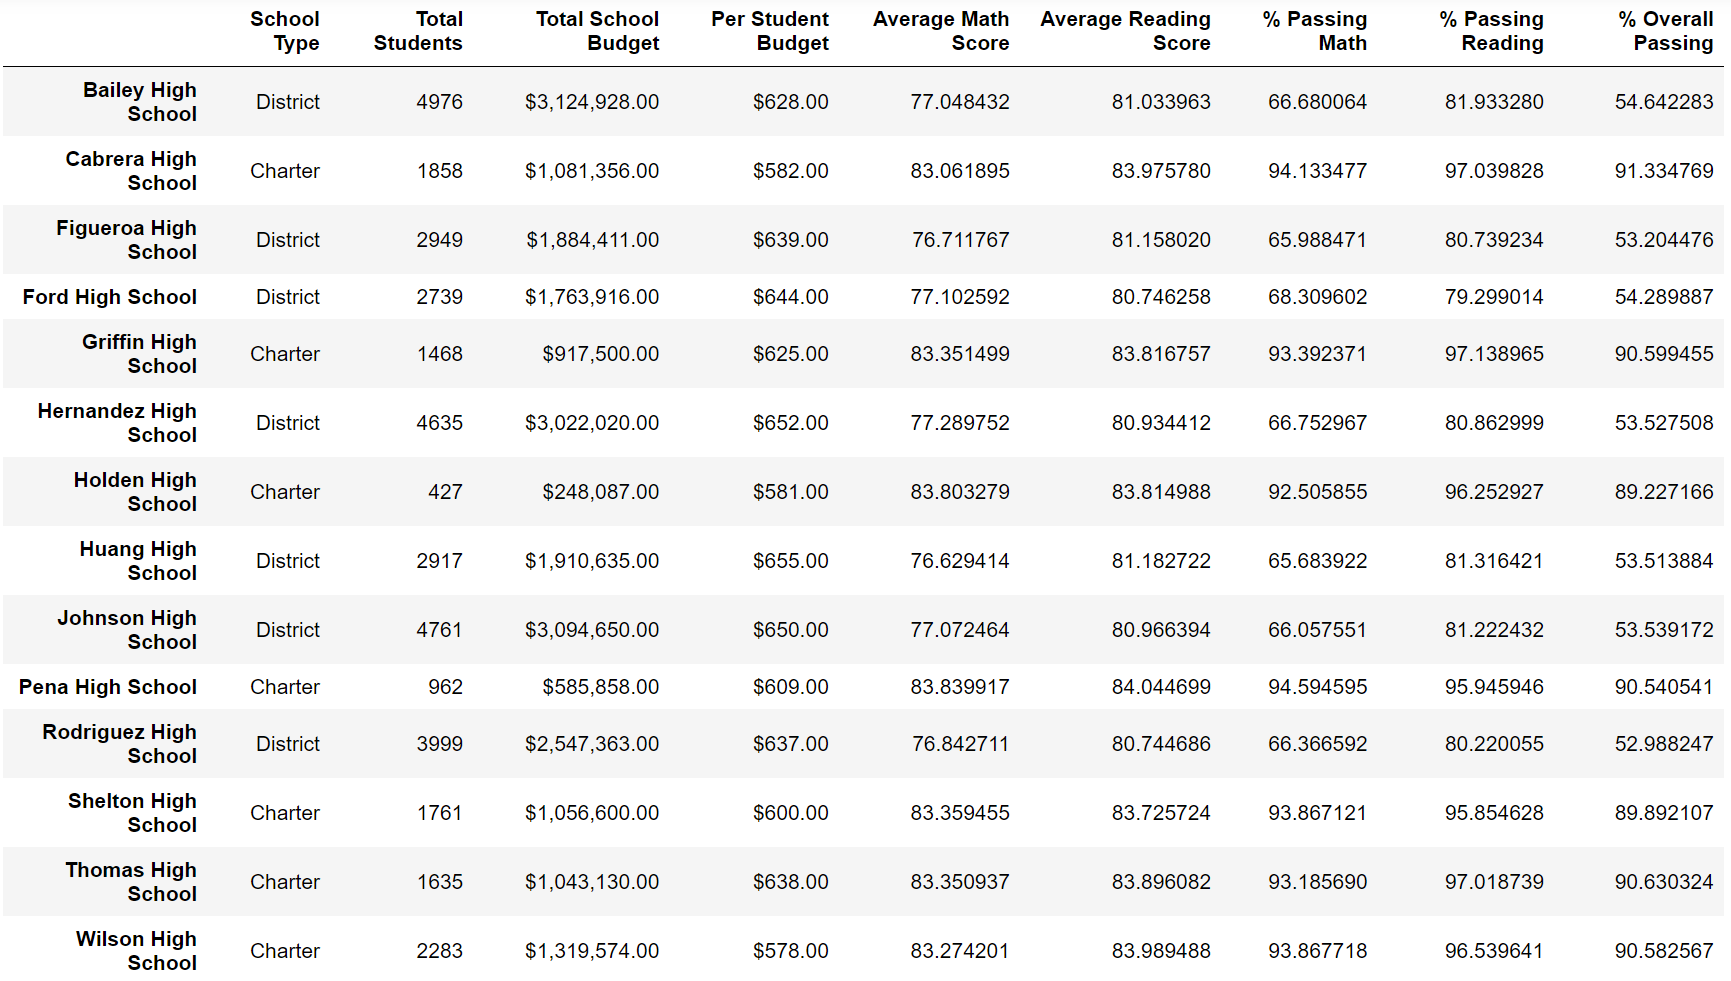 School Type Total Students Total School Budget Per Student Budget Average Math Score Average Reading Score % Passing Math % Passing Reading % Overall Passing
Bailey High School District 4976 $3,124,928.00 $628.00 77.048432 81.033963 66.680064 81.933280 54.642283
Cabrera High School Charter 1858 $1,081,356.00 $582.00 83.061895 83.975780 94.133477 97.039828 91.334769
Figueroa High School District 2949 $1,884,411.00 $639.00 76.711767 81.158020 65.988471 80.739234 53.204476
Ford High School District 2739 $1,763,916.00 $644.00 77.102592 80.746258 68.309602 79.299014 54.289887
Griffin High School Charter 1468 $917,500.00 $625.00 83.351499 83.816757 93.392371 97.138965 90.599455
Hernandez High School District 4635 $3,022,020.00 $652.00 77.289752 80.934412 66.752967 80.862999 53.527508
Holden High School Charter 427 $248,087.00 $581.00 83.803279 83.814988 92.505855 96.252927 89.227166
Huang High School District 2917 $1,910,635.00 $655.00 76.629414 81.182722 65.683922 81.316421 53.513884
Johnson High School District 4761 $3,094,650.00 $650.00 77.072464 80.966394 66.057551 81.222432 53.539172
Pena High School Charter 962 $585,858.00 $609.00 83.839917 84.044699 94.594595 95.945946 90.540541
Rodriguez High School District 3999 $2,547,363.00 $637.00 76.842711 80.744686 66.366592 80.220055 52.988247
Shelton High School Charter 1761 $1,056,600.00 $600.00 83.359455 83.725724 93.867121 95.854628 89.892107
Thomas High School Charter 1635 $1,043,130.00 $638.00 83.350937 83.896082 93.185690 97.018739 90.630324
Wilson High School Charter 2283 $1,319,574.00 $578.00 83.274201 83.989488 93.867718 96.539641 90.582567